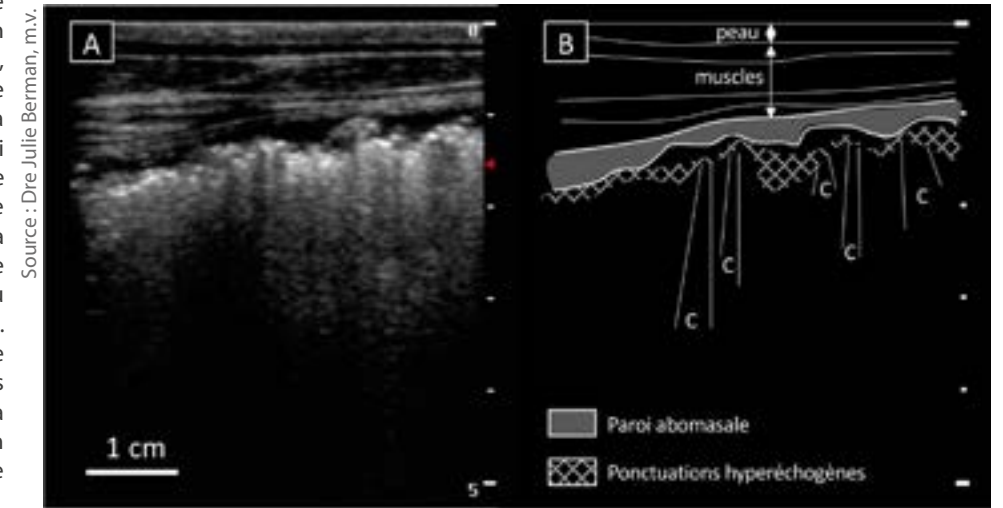 Source : Dre Julie Berman, m.v.
A
0
1 cm
5
B
peau
muscles
C
C
C
C
C
Paroi abomasale
Ponctuations hyperéchogènes